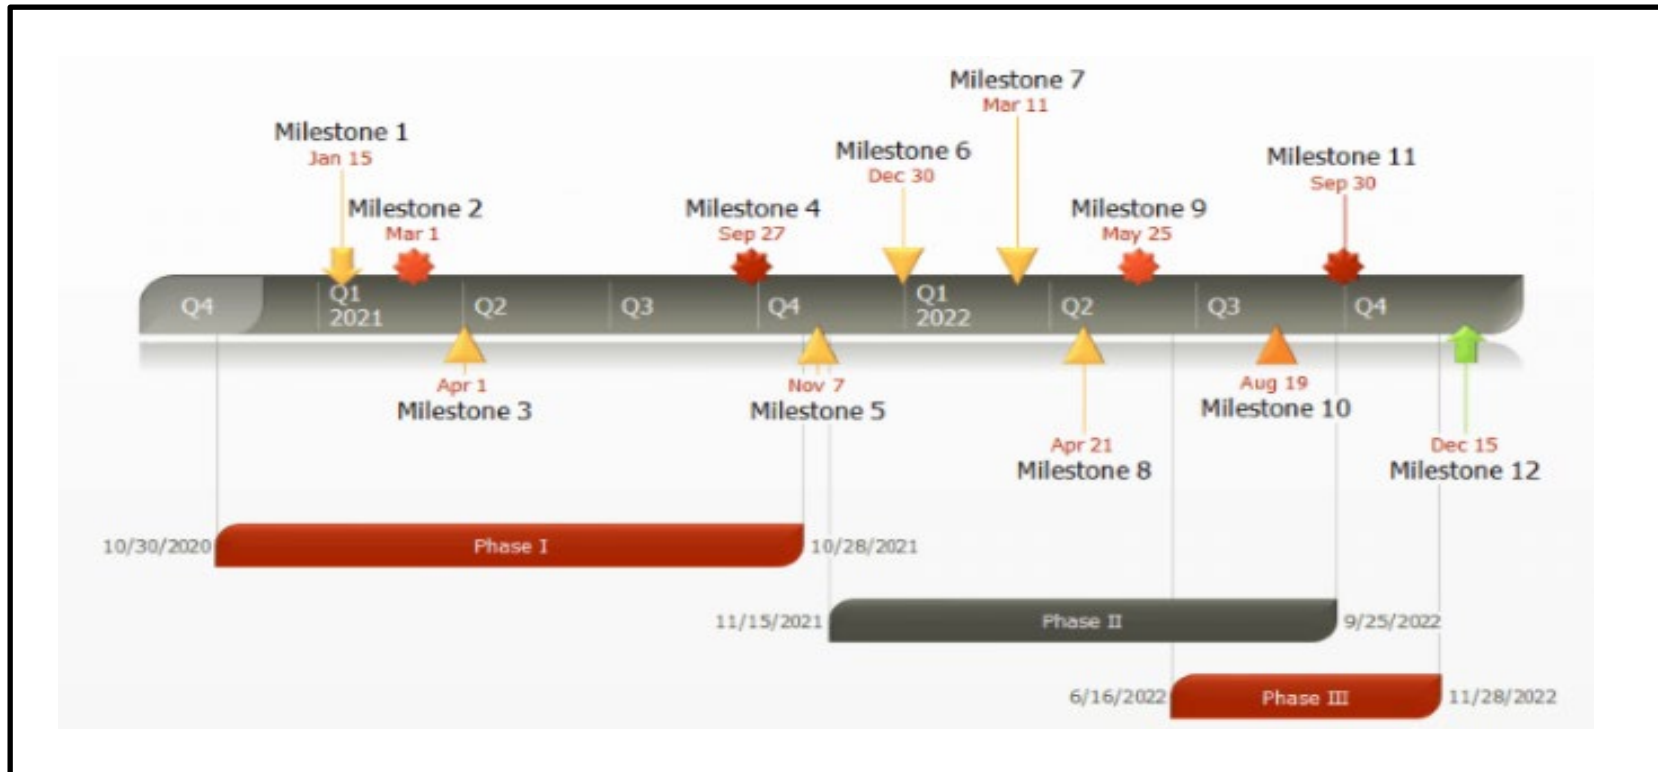 Milestone 7
Mar 11
Milestone 1
Jan 15
Milestone 6
Dec 30
Milestone 11
Sep 30
Milestone 2
Mar 1
Milestone 4
Sep 27
Milestone 9
May 25
Q4
Q1
2021
Q2
Q3
Q4
Q1
2022
Q2
Q3
Q4
Apr 1
Milestone 3
Nov 7
Milestone 5
Aug 19
Milestone 10
Apr 21
Milestone 8
Dec 15
Milestone 12
10/30/2020
Phase I
10/28/2021
11/15/2021
Phase II
9/25/2022
6/16/2022
Phase III
11/28/2022